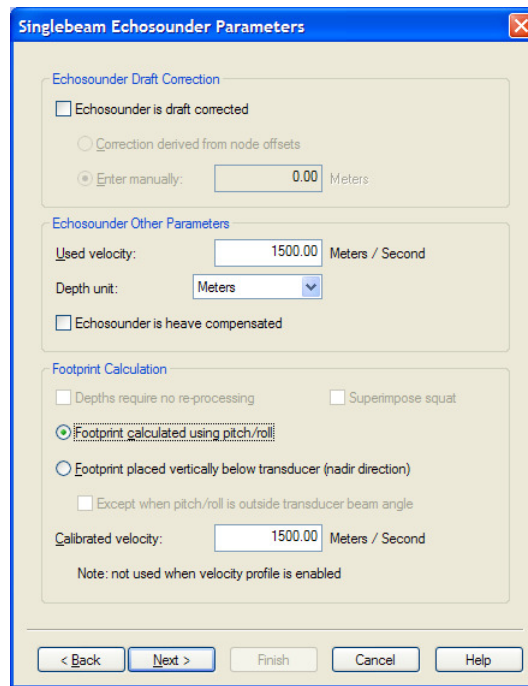 Singlebeam Echosounder Parameters
Echosounder Draft Correction
Echosounder is draft corrected
Correction derived from node offsets
Enter manually: 0.00 Meters
Echosounder Other Parameters
Used velocity: 1500.00 Meters / Second
Depth unit: Meters
Echosounder is heave compensated
Footprint Calculation
Depths require no re-processing Superimpose squat
Footprint calculated using pitch/roll
Footprint placed vertically below transducer (nadir direction)
Except when pitch/roll is outside transducer beam angle
Calibrated velocity: 1500.00 Meters / Second
Note: not used when velocity profile is enabled
< Back Next > Finish Cancel Help